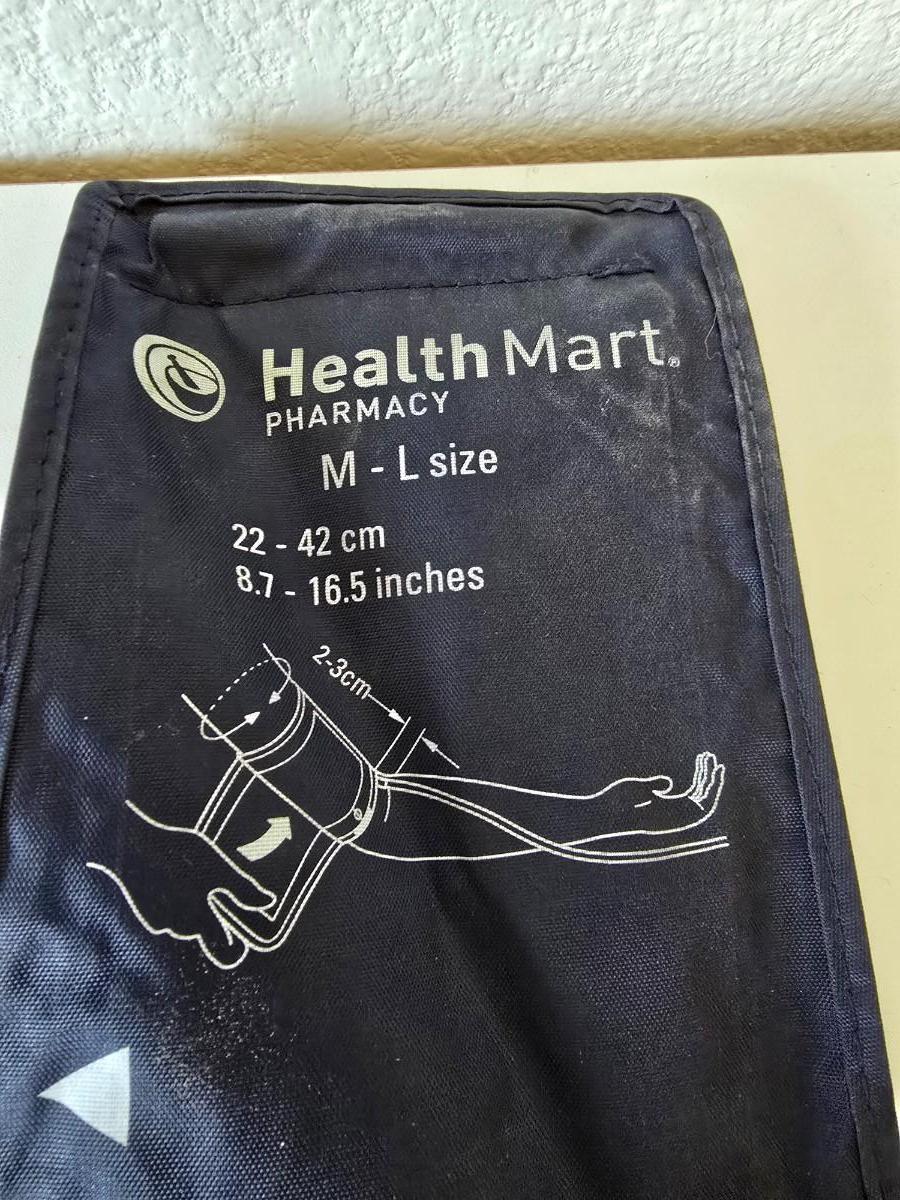 Health Mart®
PHARMACY
M - L size
22 - 42 cm
8.7 - 16.5 inches
2-3cm